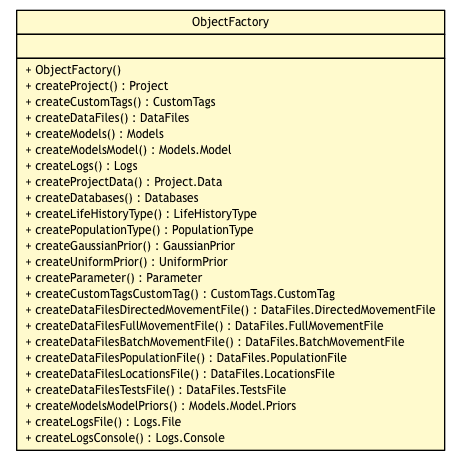 ObjectFactory
+ ObjectFactory()
+ createProject() : Project
+ createCustomTags() : CustomTags
+ createDataFiles() : DataFiles
+ createModels() : Models
+ createModelsModel() : Models.Model
+ createLogs() : Logs
+ createProjectData() : Project.Data
+ createDatabases() : Databases
+ createLifeHistoryType() : LifeHistoryType
+ createPopulationType() : PopulationType
+ createGaussianPrior() : GaussianPrior
+ createUniformPrior() : UniformPrior
+ createParameter() : Parameter
+ createCustomTagsCustomTag() : CustomTags.CustomTag
+ createDataFilesDirectedMovementFile() : DataFiles.DirectedMovementFile
+ createDataFilesFullMovementFile() : DataFiles.FullMovementFile
+ createDataFilesBatchMovementFile() : DataFiles.BatchMovementFile
+ createDataFilesPopulationFile() : DataFiles.PopulationFile
+ createDataFilesLocationsFile() : DataFiles.LocationsFile
+ createDataFilesTestsFile() : DataFiles.TestsFile
+ createModelsModelPriors() : Models.Model.Priors
+ createLogsFile() : Logs.File
+ createLogsConsole() : Logs.Console